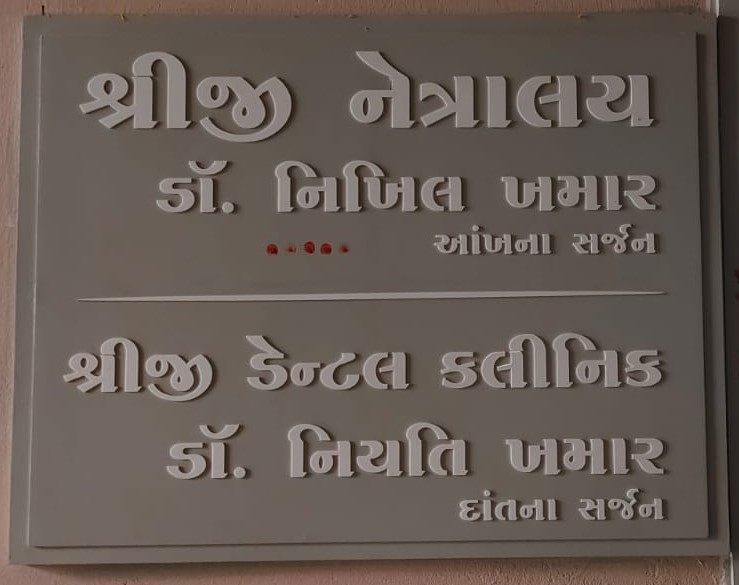 શ્રીજી નેત્રાલય
ડૉ. નિખિલ ખમાર
આંખના સર્જન
શ્રીજી ડેન્ટલ કલીનિક
ડૉ. નિયતિ ખમાર
દાંતના સર્જન